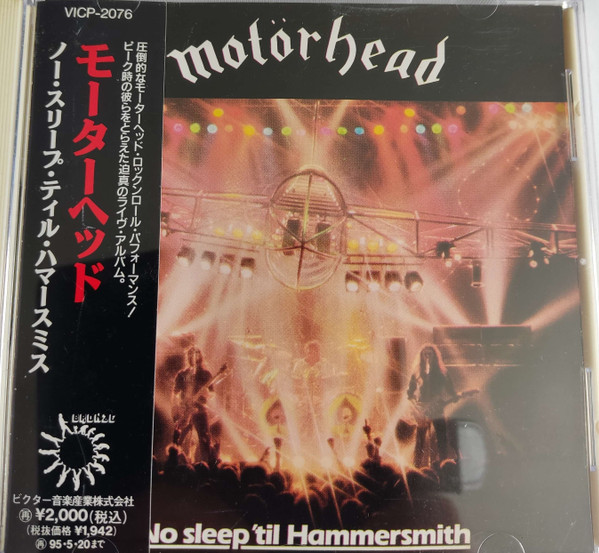 VICP-2076
モーターヘッド
ノー・スリープ・ティル・ハマースミス
圧倒的なモーターヘッド・ロックンロール・パフォーマンス!
ピーク時の彼らをとらえた迫真のライヴ・アルバム。
BRONZE
ビクター音楽産業株式会社
再 ¥2,000(税込)
(税抜価格 ¥1,942)
再 95・5・20まで
motörhead
No sleep 'til Hammersmith